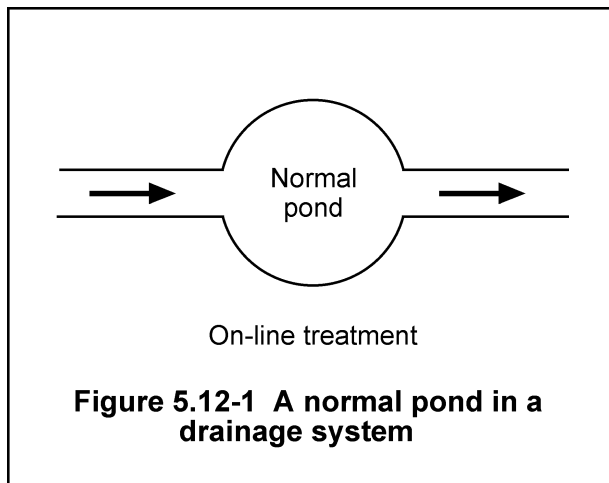 Normal
pond
On-line treatment
Figure 5.12-1 A normal pond in a
drainage system